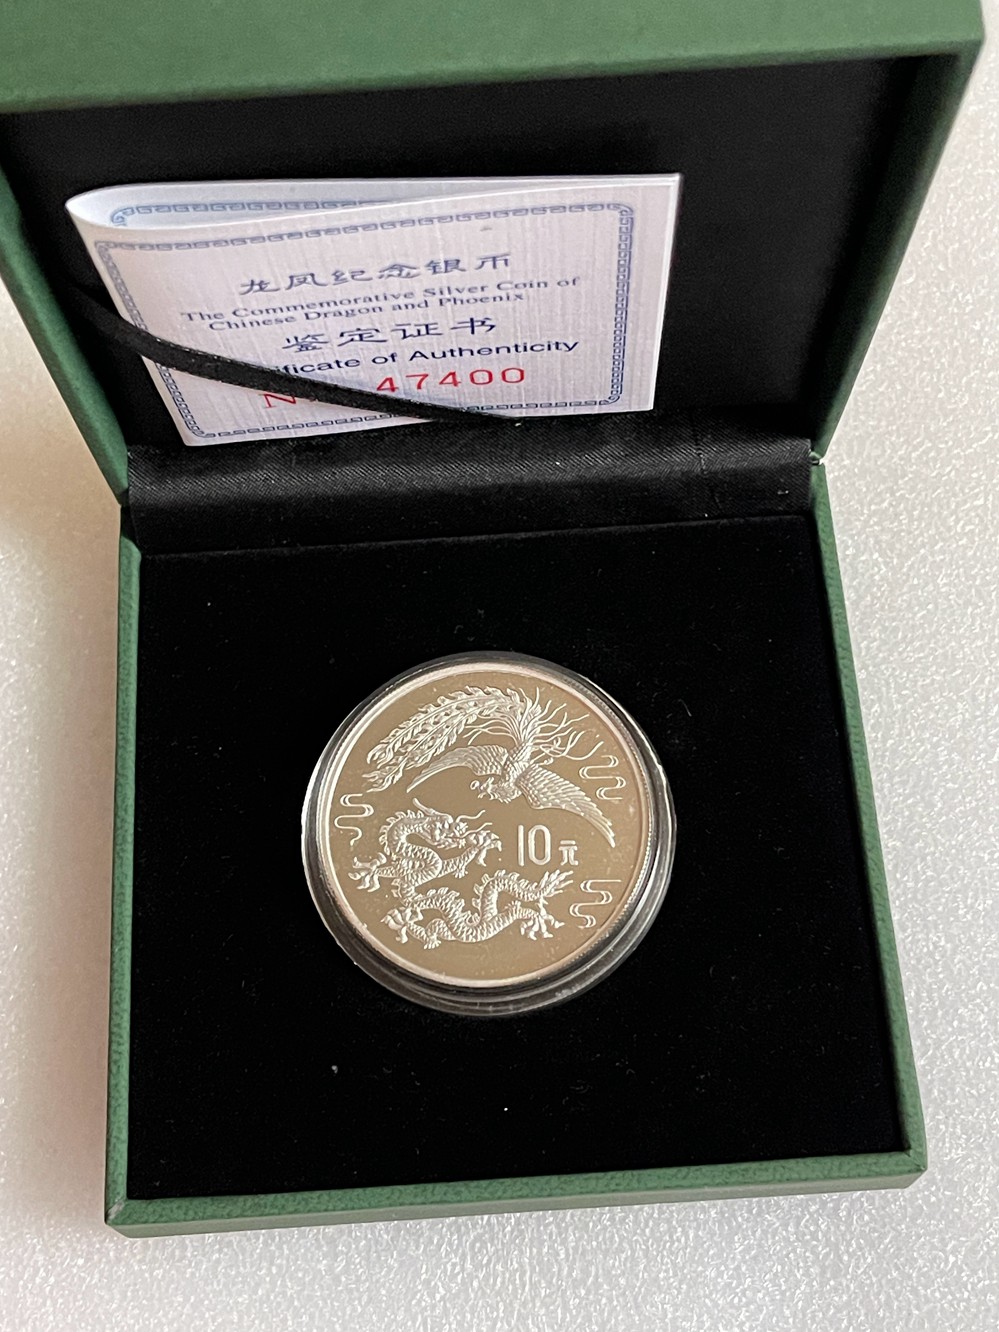 龙凤纪念银币
The Commemorative Silver Coin of
Chinese Dragon and Phoenix
鉴定证书
of Authenticity
47400
10元